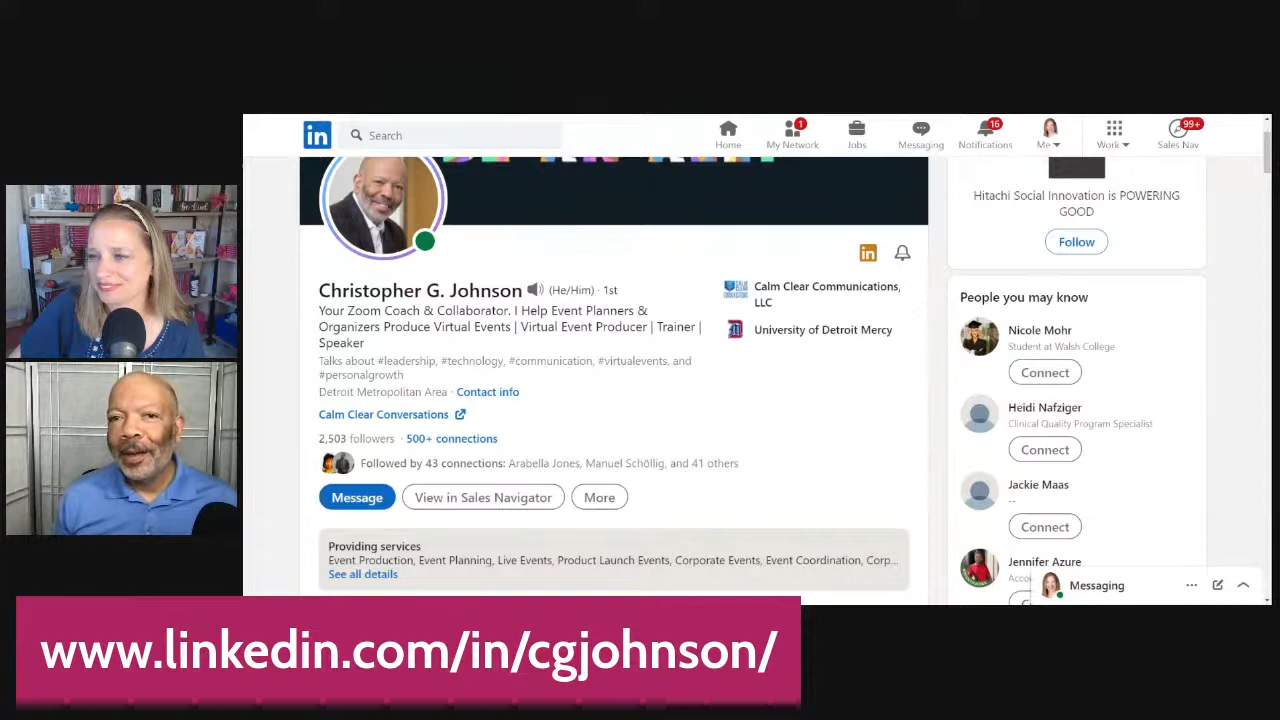 Search
1
16
99+
Home
My Network
Jobs
Messaging
Notifications
Me
Work
Sales Nav
Christopher G. Johnson (He/Him) · 1st
Your Zoom Coach & Collaborator. I Help Event Planners &
Organizers Produce Virtual Events | Virtual Event Producer | Trainer |
Speaker
Talks about #leadership, #technology, #communication, #virtualevents, and
#personalgrowth
Detroit Metropolitan Area · Contact info
Calm Clear Conversations
2,503 followers · 500+ connections
Followed by 43 connections: Arabella Jones, Manuel Schöllig, and 41 others
Message
View in Sales Navigator
More
Calm Clear Communications,
LLC
University of Detroit Mercy
Providing services
Event Production, Event Planning, Live Events, Product Launch Events, Corporate Events, Event Coordination, Corp...
See all details
Hitachi Social Innovation is POWERING
GOOD
Follow
People you may know
Nicole Mohr
Student at Walsh College
Connect
Heidi Nafziger
Clinical Quality Program Specialist
Connect
Jackie Maas
--
Connect
Jennifer Azure
Messaging
www.linkedin.com/in/cgjohnson/